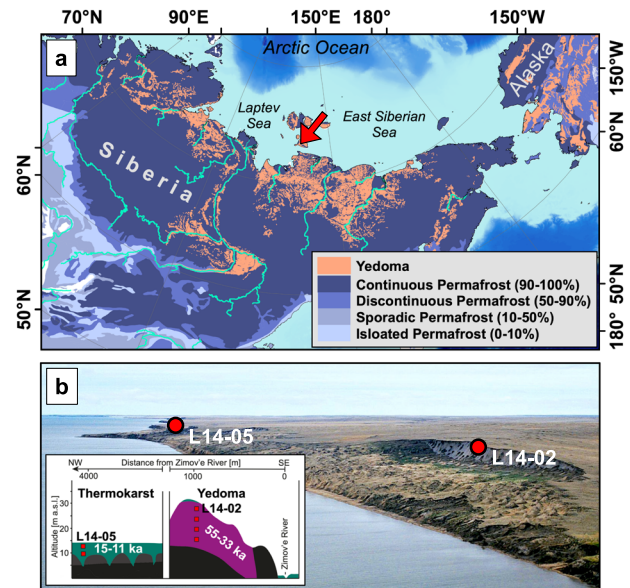 70°N 90°E 150°E 180° 150°W
a
Arctic Ocean
Alaska
150°W
Laptev
Sea
East Siberian
Sea
Siberia
60°N
60°N
50°N
50°N
180°
Yedoma
Continuous Permafrost (90-100%)
Discontinuous Permafrost (50-90%)
Sporadic Permafrost (10-50%)
Isloated Permafrost (0-10%)
b
L14-05
L14-02
NW Distance from Zimov'e River [m] SE
4000 1000 0
Thermokarst Yedoma
Altitude [m a.s.l.]
30
20
10
L14-02
L14-05
15-11 ka
55-33 ka
- Zimov'e River